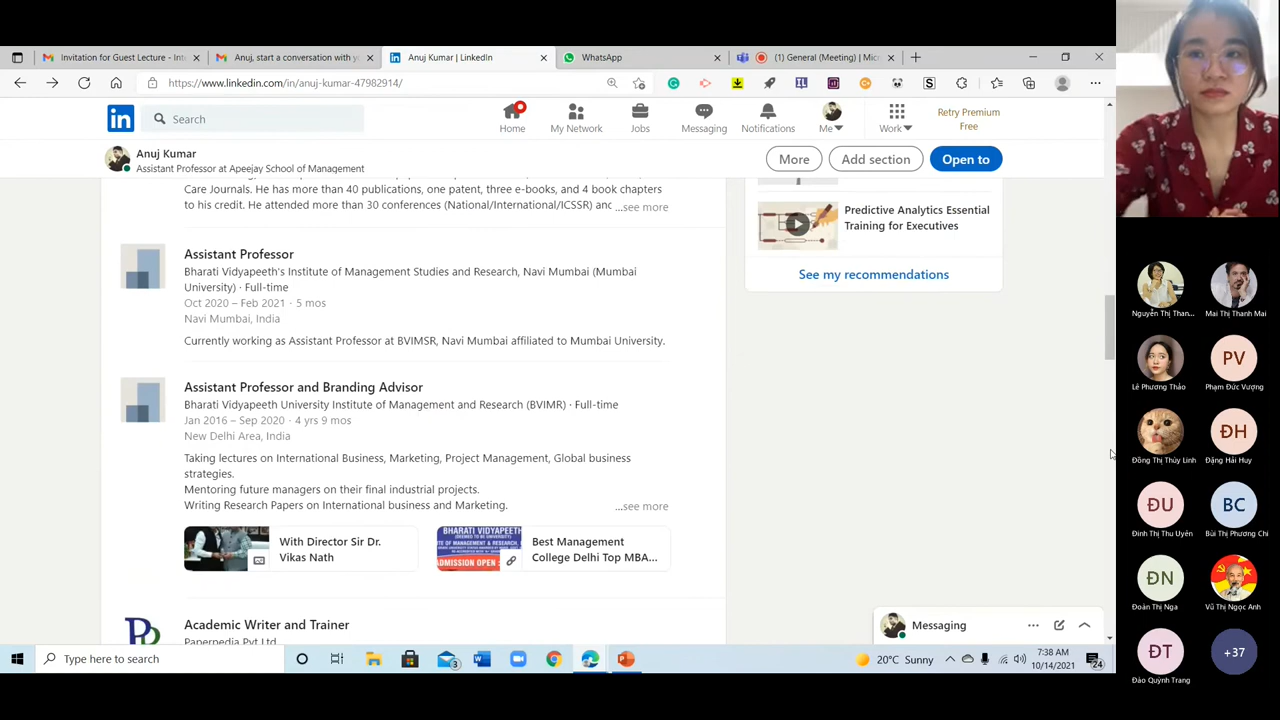 Invitation for Guest Lecture - Int
Anuj, start a conversation with y
Anuj Kumar | LinkedIn
WhatsApp
(1) General (Meeting) | Mic
https://www.linkedin.com/in/anuj-kumar-47982914/
in
Search
Home
My Network
Jobs
Messaging
Notifications
Me
Work
Retry Premium
Free
Anuj Kumar
Assistant Professor at Apeejay School of Management
More
Add section
Open to
Care Journals. He has more than 40 publications, one patent, three e-books, and 4 book chapters
to his credit. He attended more than 30 conferences (National/International/ICSSR) and
...see more
Predictive Analytics Essential
Training for Executives
See my recommendations
Assistant Professor
Bharati Vidyapeeth's Institute of Management Studies and Research, Navi Mumbai (Mumbai
University) · Full-time
Oct 2020 – Feb 2021 · 5 mos
Navi Mumbai, India
Currently working as Assistant Professor at BVIMSR, Navi Mumbai affiliated to Mumbai University.
Assistant Professor and Branding Advisor
Bharati Vidyapeeth University Institute of Management and Research (BVIMR) · Full-time
Jan 2016 – Sep 2020 · 4 yrs 9 mos
New Delhi Area, India
Taking lectures on International Business, Marketing, Project Management, Global business
strategies.
Mentoring future managers on their final industrial projects.
Writing Research Papers on International business and Marketing.
...see more
With Director Sir Dr.
Vikas Nath
BHARATI VIDYAPEETH
ADMISSION OPEN :
Best Management
College Delhi Top MBA...
Academic Writer and Trainer
Paperpedia Pvt Ltd
Messaging
Type here to search
3
20°C Sunny
7:38 AM
10/14/2021
24
Nguyễn Thị Than...
Mai Thị Thanh Mai
Lê Phương Thảo
PV
Phạm Đức Vượng
Đồng Thị Thùy Linh
ĐH
Đặng Hải Huy
ĐU
Đinh Thị Thu Uyên
BC
Bùi Thị Phương Chi
ĐN
Đoàn Thị Nga
Vũ Thị Ngọc Anh
ĐT
Đào Quỳnh Trang
+37